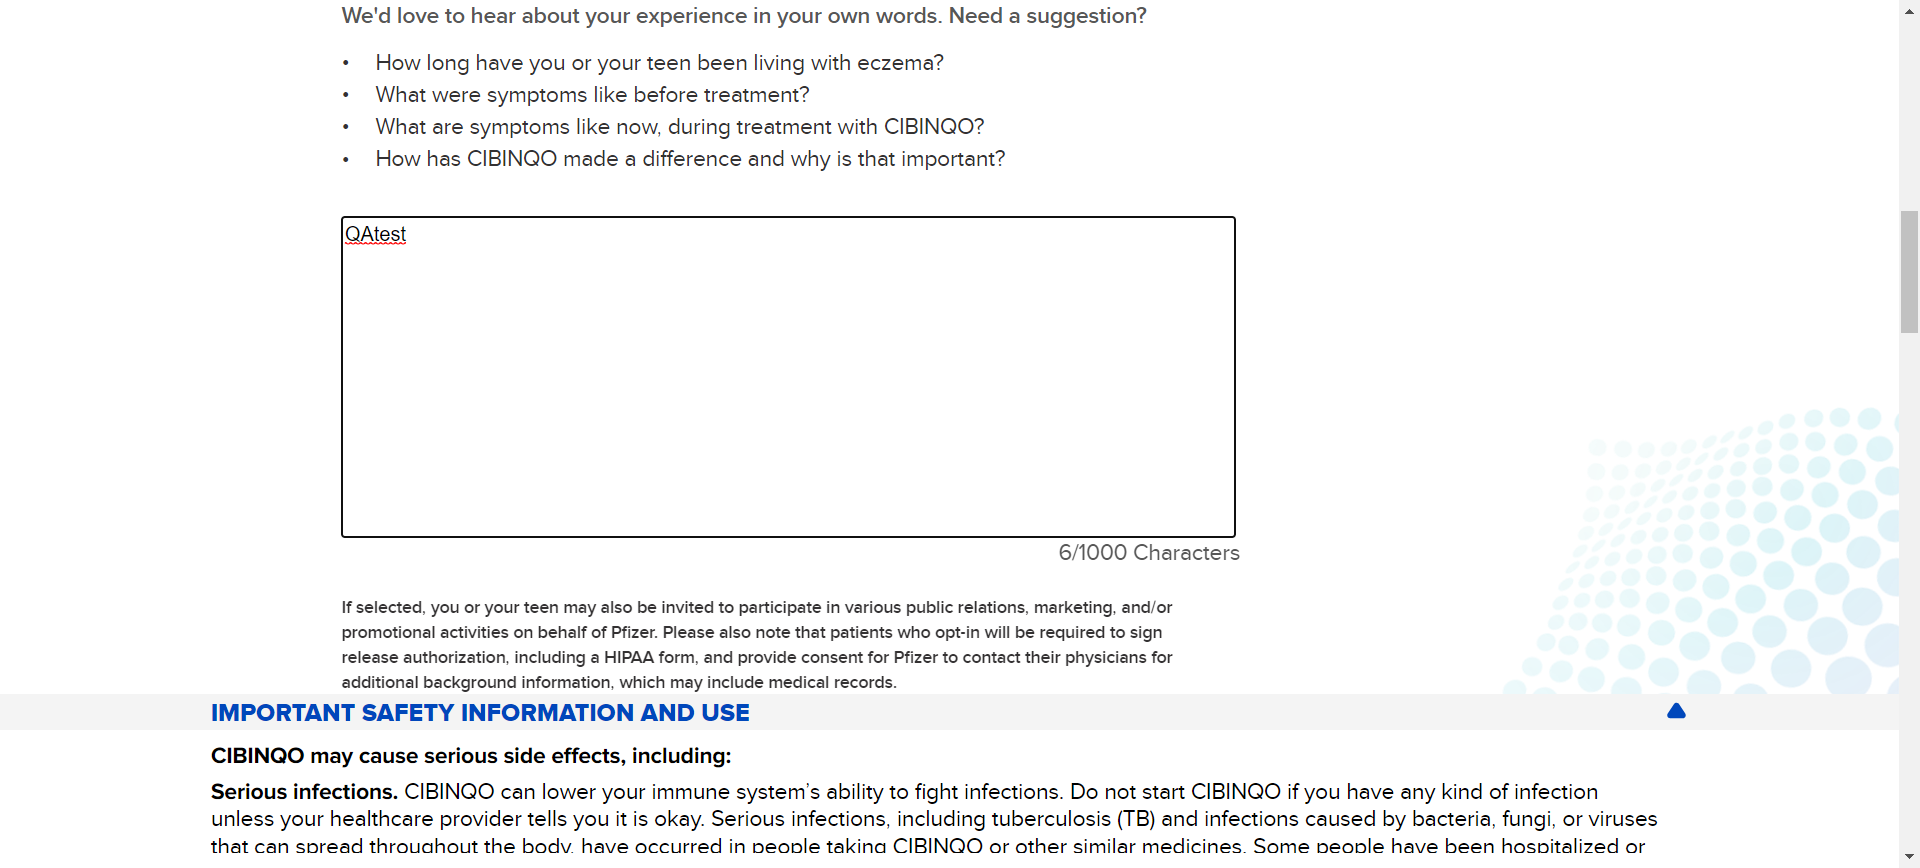 We'd love to hear about your experience in your own words. Need a suggestion?
• How long have you or your teen been living with eczema?
• What were symptoms like before treatment?
• What are symptoms like now, during treatment with CIBINQO?
• How has CIBINQO made a difference and why is that important?
QAtest
6/1000 Characters
If selected, you or your teen may also be invited to participate in various public relations, marketing, and/or
promotional activities on behalf of Pfizer. Please also note that patients who opt-in will be required to sign
release authorization, including a HIPAA form, and provide consent for Pfizer to contact their physicians for
additional background information, which may include medical records.
IMPORTANT SAFETY INFORMATION AND USE
CIBINQO may cause serious side effects, including:
Serious infections. CIBINQO can lower your immune system’s ability to fight infections. Do not start CIBINQO if you have any kind of infection
unless your healthcare provider tells you it is okay. Serious infections, including tuberculosis (TB) and infections caused by bacteria, fungi, or viruses
that can spread throughout the body, have occurred in people taking CIBINQO or other similar medicines. Some people have been hospitalized or